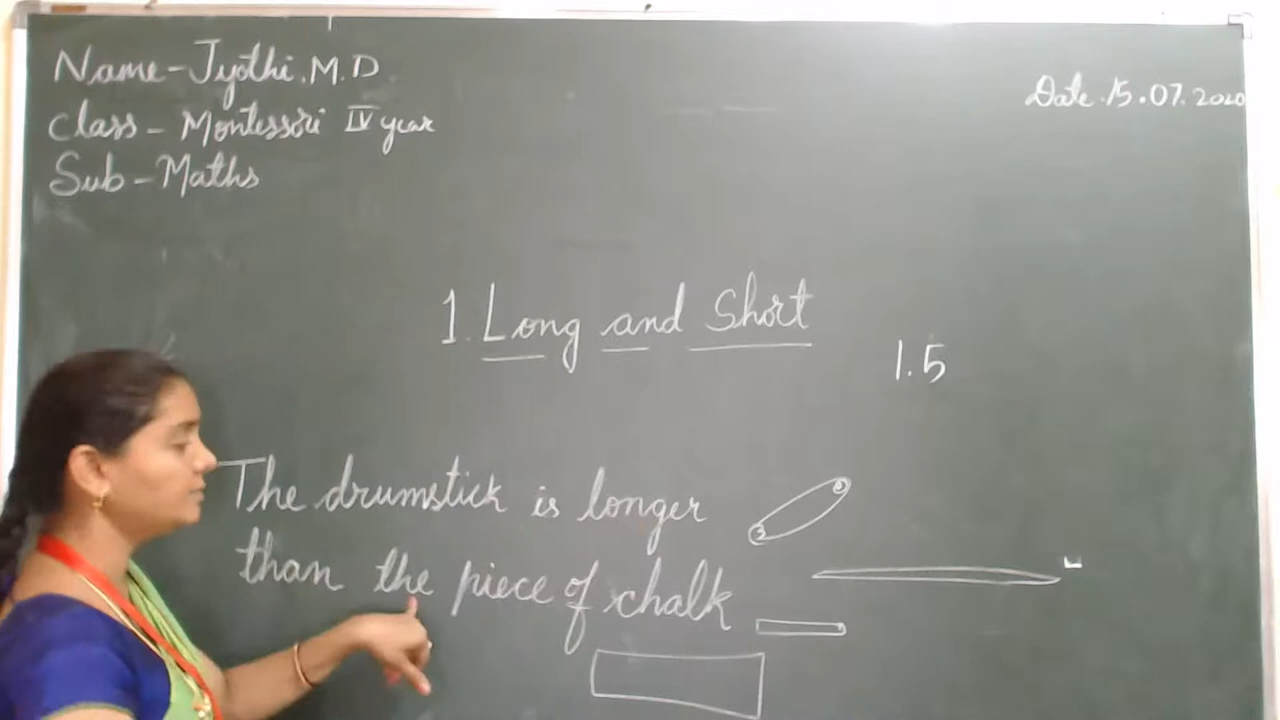 Name - Jyothi. M. D
Class - Montessori IV year
Sub - Maths
Date. 15.07.2020
1. Long and Short
1.5
The drumstick is longer
than the piece of chalk